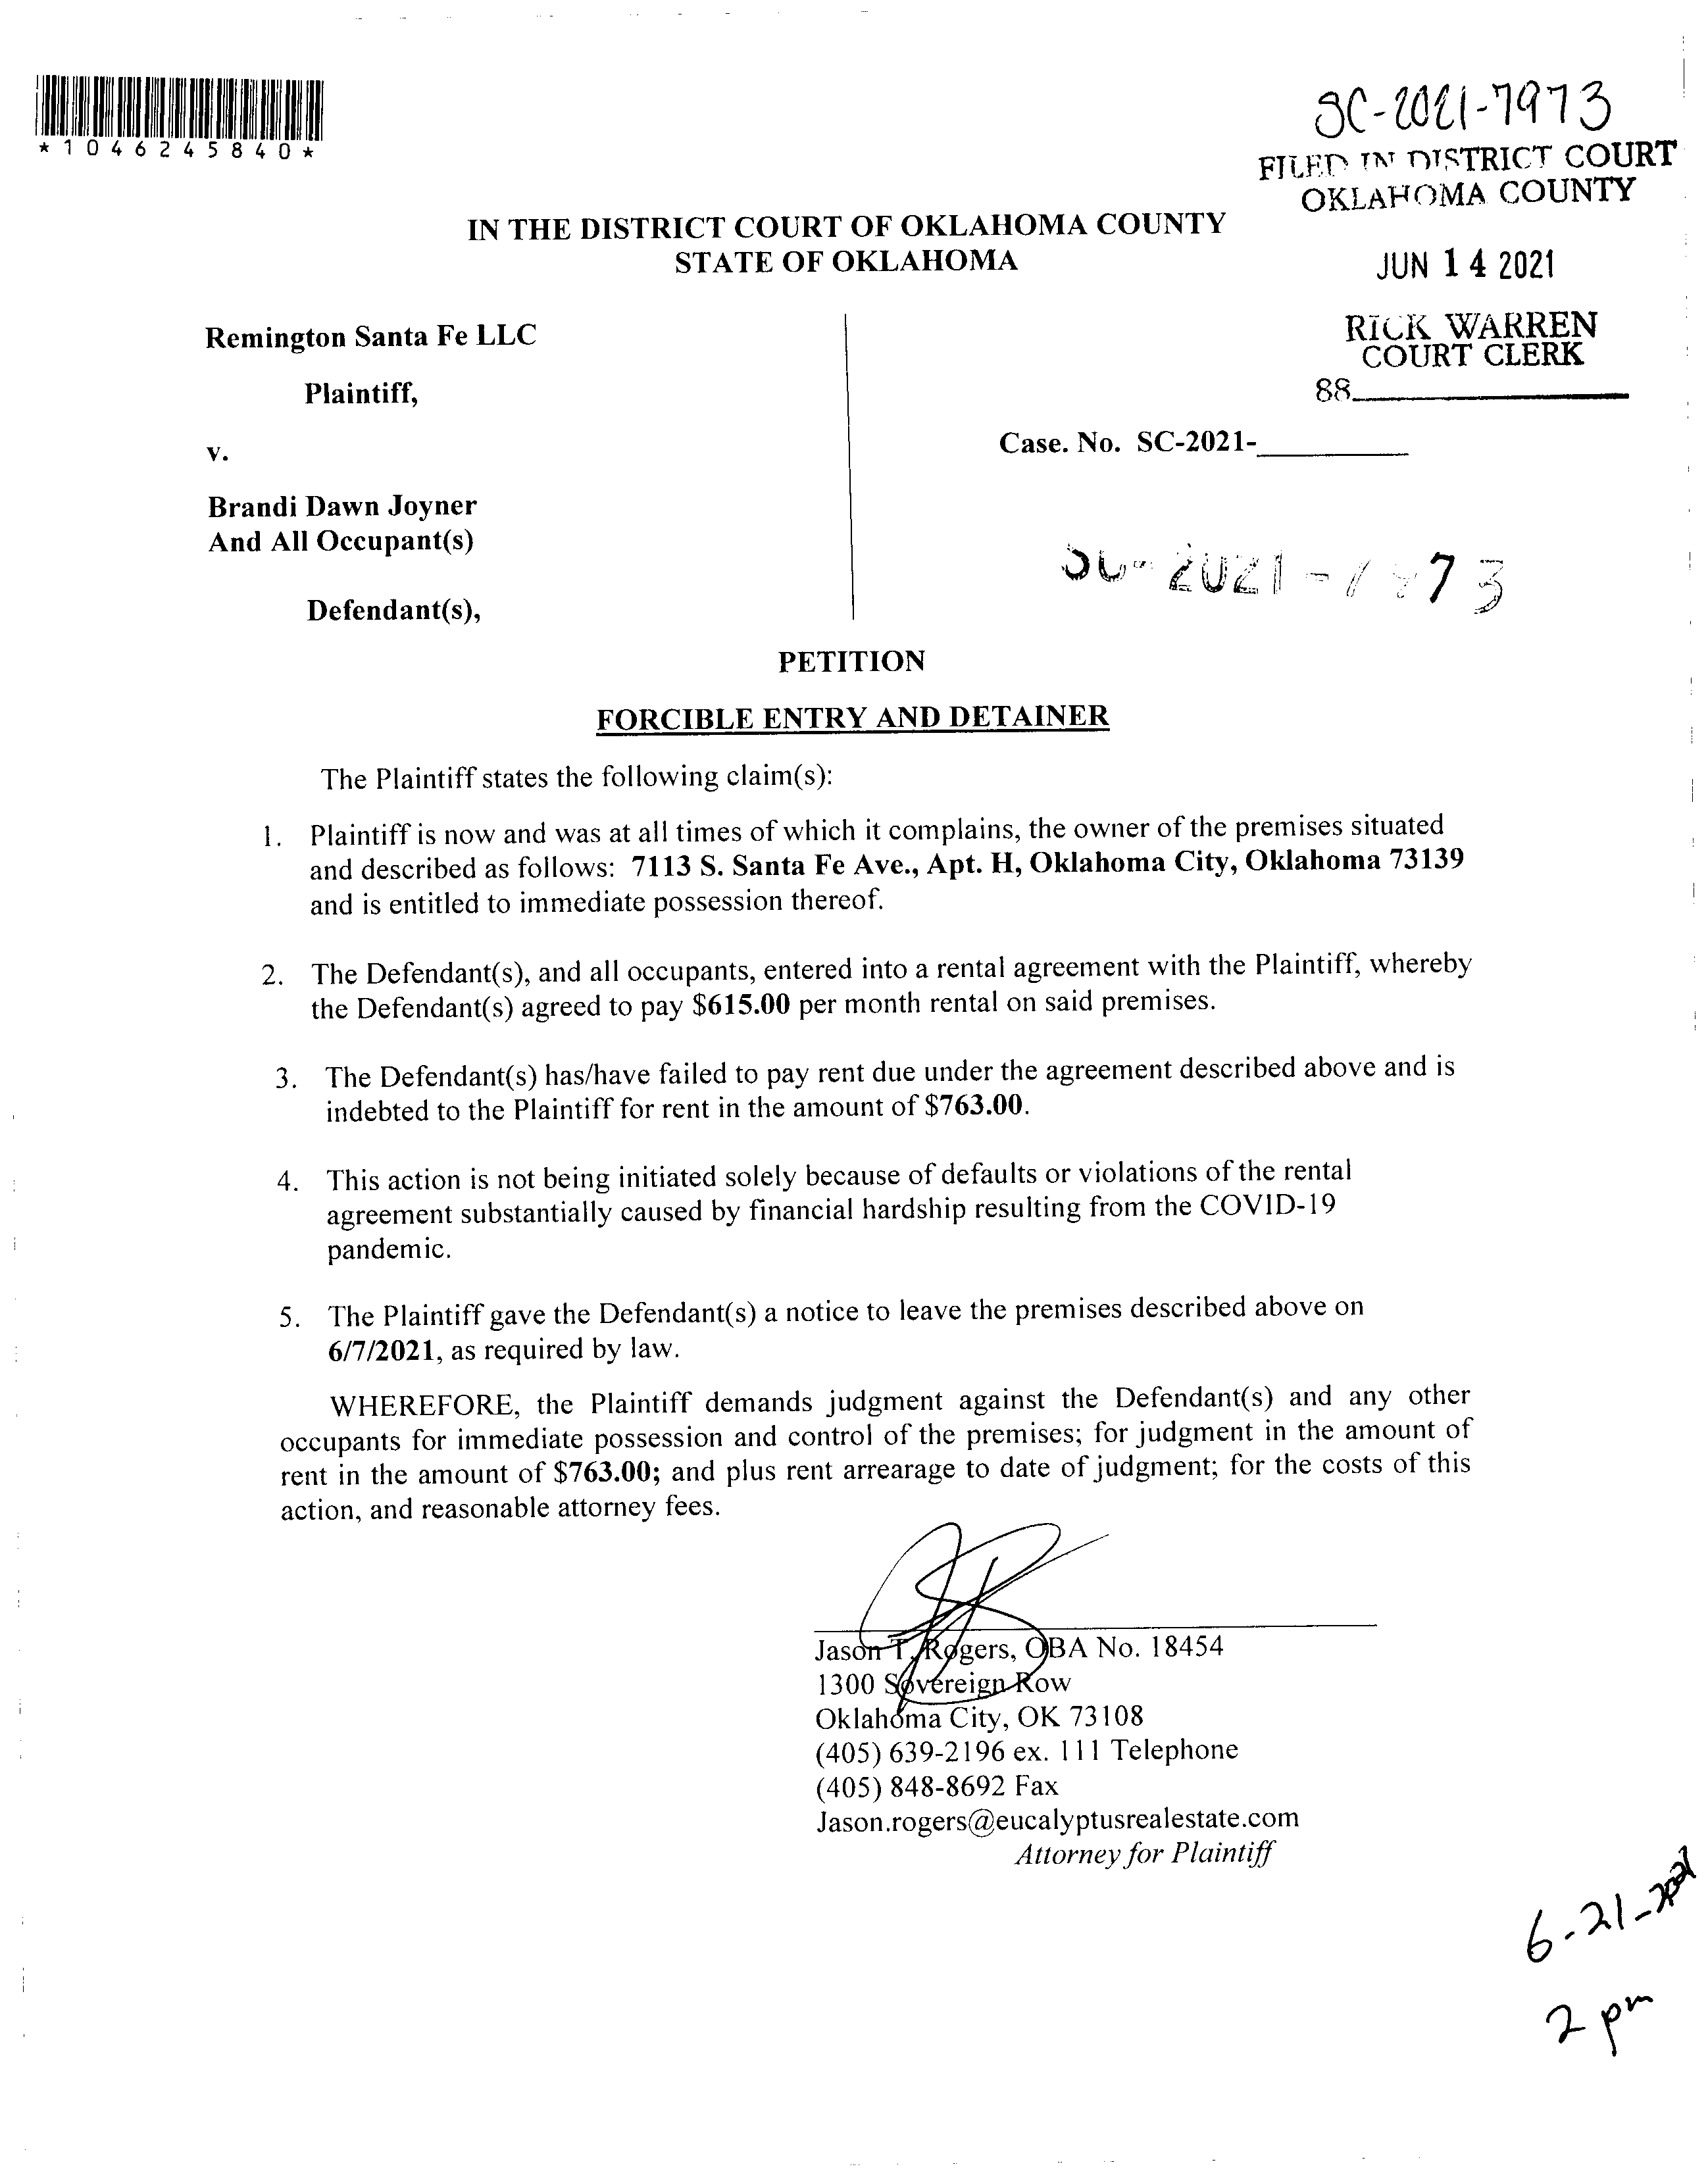 *1046245840*
SC-2021-7973
FILED IN DISTRICT COURT
OKLAHOMA COUNTY
JUN 14 2021
RICK WARREN
COURT CLERK
88
IN THE DISTRICT COURT OF OKLAHOMA COUNTY
STATE OF OKLAHOMA
Remington Santa Fe LLC
Plaintiff,
v.
Brandi Dawn Joyner
And All Occupant(s)
Defendant(s),
Case. No. SC-2021-________
SC-2021-7973
PETITION
FORCIBLE ENTRY AND DETAINER
The Plaintiff states the following claim(s):
1. Plaintiff is now and was at all times of which it complains, the owner of the premises situated
and described as follows: 7113 S. Santa Fe Ave., Apt. H, Oklahoma City, Oklahoma 73139
and is entitled to immediate possession thereof.
2. The Defendant(s), and all occupants, entered into a rental agreement with the Plaintiff, whereby
the Defendant(s) agreed to pay $615.00 per month rental on said premises.
3. The Defendant(s) has/have failed to pay rent due under the agreement described above and is
indebted to the Plaintiff for rent in the amount of $763.00.
4. This action is not being initiated solely because of defaults or violations of the rental
agreement substantially caused by financial hardship resulting from the COVID-19
pandemic.
5. The Plaintiff gave the Defendant(s) a notice to leave the premises described above on
6/7/2021, as required by law.
WHEREFORE, the Plaintiff demands judgment against the Defendant(s) and any other
occupants for immediate possession and control of the premises; for judgment in the amount of
rent in the amount of $763.00; and plus rent arrearage to date of judgment; for the costs of this
action, and reasonable attorney fees.
Jason T. Rogers, OBA No. 18454
1300 Sovereign Row
Oklahoma City, OK 73108
(405) 639-2196 ex. 111 Telephone
(405) 848-8692 Fax
Jason.rogers@eucalyptusrealestate.com
Attorney for Plaintiff
6-21-2021
2 pm